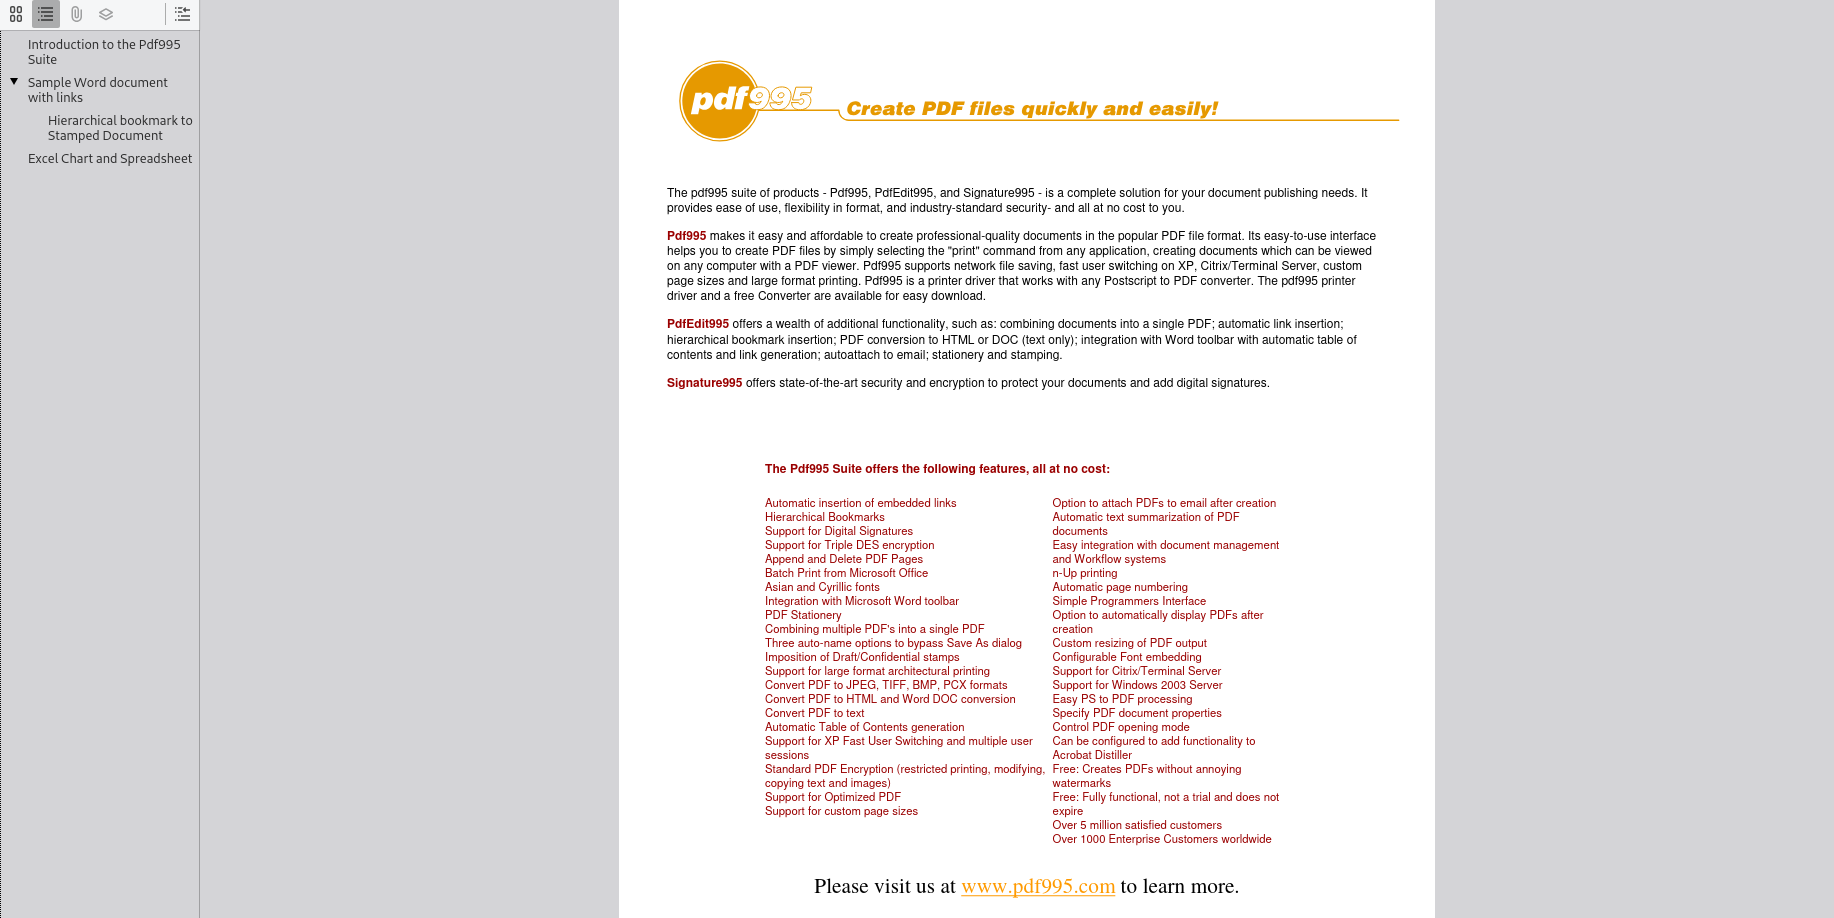 Introduction to the Pdf995
Suite
Sample Word document
with links
Hierarchical bookmark to
Stamped Document
Excel Chart and Spreadsheet
pdf995
Create PDF files quickly and easily!
The pdf995 suite of products - Pdf995, PdfEdit995, and Signature995 - is a complete solution for your document publishing needs. It
provides ease of use, flexibility in format, and industry-standard security- and all at no cost to you.
Pdf995 makes it easy and affordable to create professional-quality documents in the popular PDF file format. Its easy-to-use interface
helps you to create PDF files by simply selecting the "print" command from any application, creating documents which can be viewed
on any computer with a PDF viewer. Pdf995 supports network file saving, fast user switching on XP, Citrix/Terminal Server, custom
page sizes and large format printing. Pdf995 is a printer driver that works with any Postscript to PDF converter. The pdf995 printer
driver and a free Converter are available for easy download.
PdfEdit995 offers a wealth of additional functionality, such as: combining documents into a single PDF; automatic link insertion;
hierarchical bookmark insertion; PDF conversion to HTML or DOC (text only); integration with Word toolbar with automatic table of
contents and link generation; autoattach to email; stationery and stamping.
Signature995 offers state-of-the-art security and encryption to protect your documents and add digital signatures.
The Pdf995 Suite offers the following features, all at no cost:
Automatic insertion of embedded links
Hierarchical Bookmarks
Support for Digital Signatures
Support for Triple DES encryption
Append and Delete PDF Pages
Batch Print from Microsoft Office
Asian and Cyrillic fonts
Integration with Microsoft Word toolbar
PDF Stationery
Combining multiple PDF's into a single PDF
Three auto-name options to bypass Save As dialog
Imposition of Draft/Confidential stamps
Support for large format architectural printing
Convert PDF to JPEG, TIFF, BMP, PCX formats
Convert PDF to HTML and Word DOC conversion
Convert PDF to text
Automatic Table of Contents generation
Support for XP Fast User Switching and multiple user
sessions
Standard PDF Encryption (restricted printing, modifying,
copying text and images)
Support for Optimized PDF
Support for custom page sizes
Option to attach PDFs to email after creation
Automatic text summarization of PDF
documents
Easy integration with document management
and Workflow systems
n-Up printing
Automatic page numbering
Simple Programmers Interface
Option to automatically display PDFs after
creation
Custom resizing of PDF output
Configurable Font embedding
Support for Citrix/Terminal Server
Support for Windows 2003 Server
Easy PS to PDF processing
Specify PDF document properties
Control PDF opening mode
Can be configured to add functionality to
Acrobat Distiller
Free: Creates PDFs without annoying
watermarks
Free: Fully functional, not a trial and does not
expire
Over 5 million satisfied customers
Over 1000 Enterprise Customers worldwide
Please visit us at www.pdf995.com to learn more.